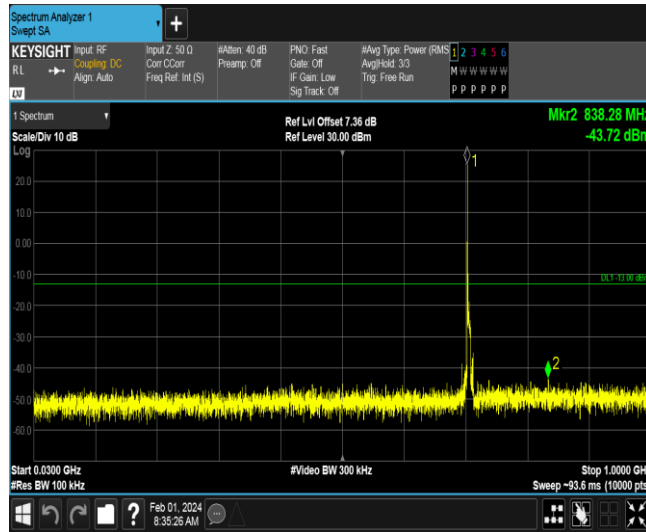 Spectrum Analyzer 1
Swept SA
+
KEYSIGHT
RL
LXI
Input: RF
Coupling: DC
Align: Auto
Input Z: 50 Ω
Corr CCorr
Freq Ref: Int (S)
#Atten: 40 dB
Preamp: Off
PNO: Fast
Gate: Off
IF Gain: Low
Sig Track: Off
#Avg Type: Power (RMS
Avg|Hold: 3/3
Trig: Free Run
1 2 3 4 5 6
M W W W W W
P P P P P P
1 Spectrum
Scale/Div 10 dB
Log
Ref Lvl Offset 7.36 dB
Ref Level 30.00 dBm
Mkr2 838.28 MHz
-43.72 dBm
1
20.0
10.0
0.00
-10.0
DL1 -13.00 dBm
-20.0
-30.0
-40.0
2
-50.0
-60.0
Start 0.0300 GHz
#Res BW 100 kHz
#Video BW 300 kHz
Stop 1.0000 GH
Sweep ~93.6 ms (10000 pts
?
Feb 01, 2024
8:35:26 AM